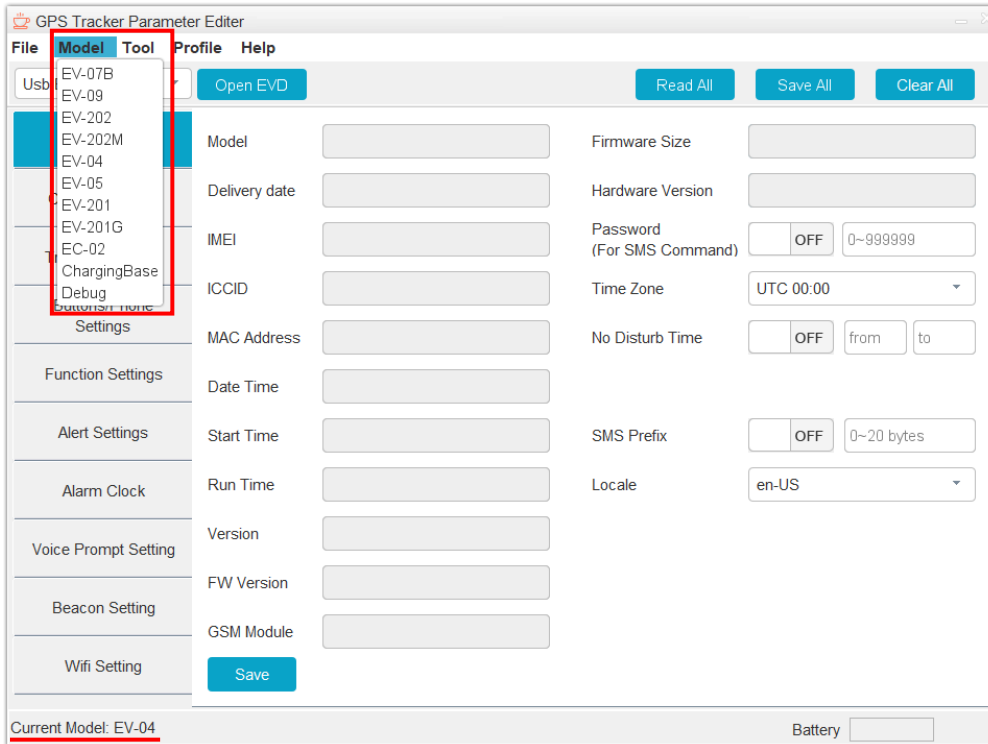 GPS Tracker Parameter Editer
File Model Tool Profile Help
EV-07B
EV-09
EV-202
EV-202M
EV-04
EV-05
EV-201
EV-201G
EC-02
ChargingBase
Debug
Usb
Open EVD
Read All
Save All
Clear All
Settings
Function Settings
Alert Settings
Alarm Clock
Voice Prompt Setting
Beacon Setting
Wifi Setting
Model
Delivery date
IMEI
ICCID
MAC Address
Date Time
Start Time
Run Time
Version
FW Version
GSM Module
Save
Firmware Size
Hardware Version
Password
(For SMS Command)
OFF 0~999999
Time Zone UTC 00:00
No Disturb Time OFF from to
SMS Prefix OFF 0~20 bytes
Locale en-US
Current Model: EV-04
Battery